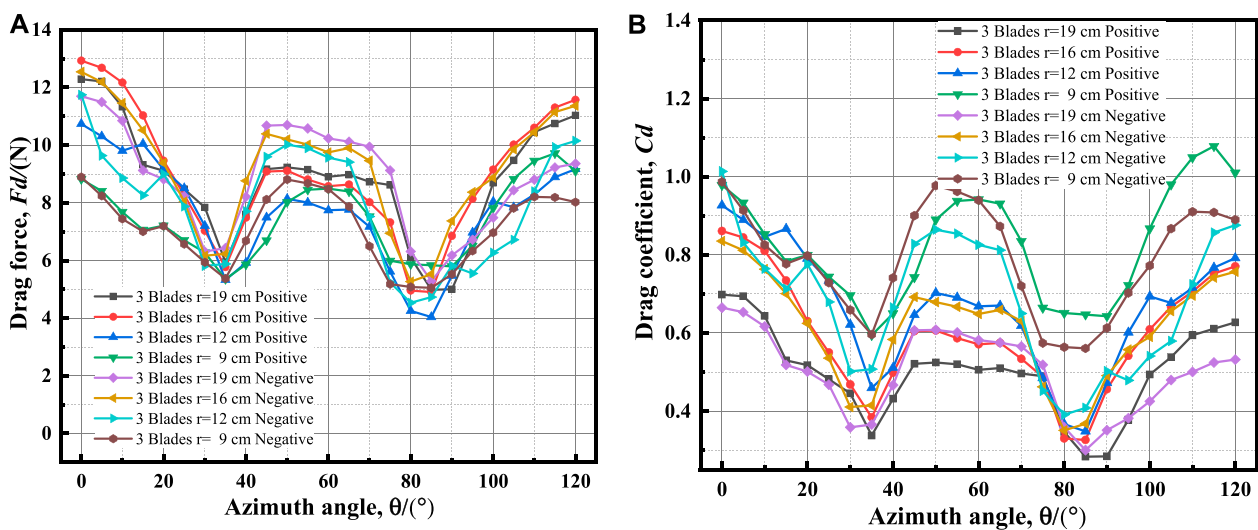 A
Drag force, Fd/(N)
14
12
10
8
6
4
2
0
3 Blades r=19 cm Positive
3 Blades r=16 cm Positive
3 Blades r=12 cm Positive
3 Blades r= 9 cm Positive
3 Blades r=19 cm Negative
3 Blades r=16 cm Negative
3 Blades r=12 cm Negative
3 Blades r= 9 cm Negative
0 20 40 60 80 100 120
Azimuth angle, θ/(°)
B
Drag coefficient, Cd
1.4
1.2
1.0
0.8
0.6
0.4
3 Blades r=19 cm Positive
3 Blades r=16 cm Positive
3 Blades r=12 cm Positive
3 Blades r= 9 cm Positive
3 Blades r=19 cm Negative
3 Blades r=16 cm Negative
3 Blades r=12 cm Negative
3 Blades r= 9 cm Negative
0 20 40 60 80 100 120
Azimuth angle, θ/(°)